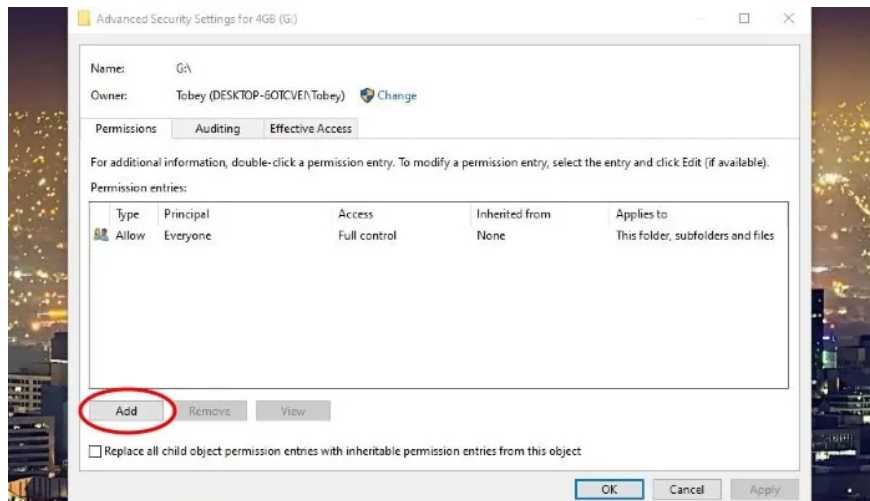 Advanced Security Settings for 4GB (G:)
Name: G:\
Owner: Tobey (DESKTOP-6OTCVEI\Tobey) Change
Permissions Auditing Effective Access
For additional information, double-click a permission entry. To modify a permission entry, select the entry and click Edit (if available).
Permission entries:
Type Principal Access Inherited from Applies to
Allow Everyone Full control None This folder, subfolders and files
Add Remove View
Replace all child object permission entries with inheritable permission entries from this object
OK Cancel Apply